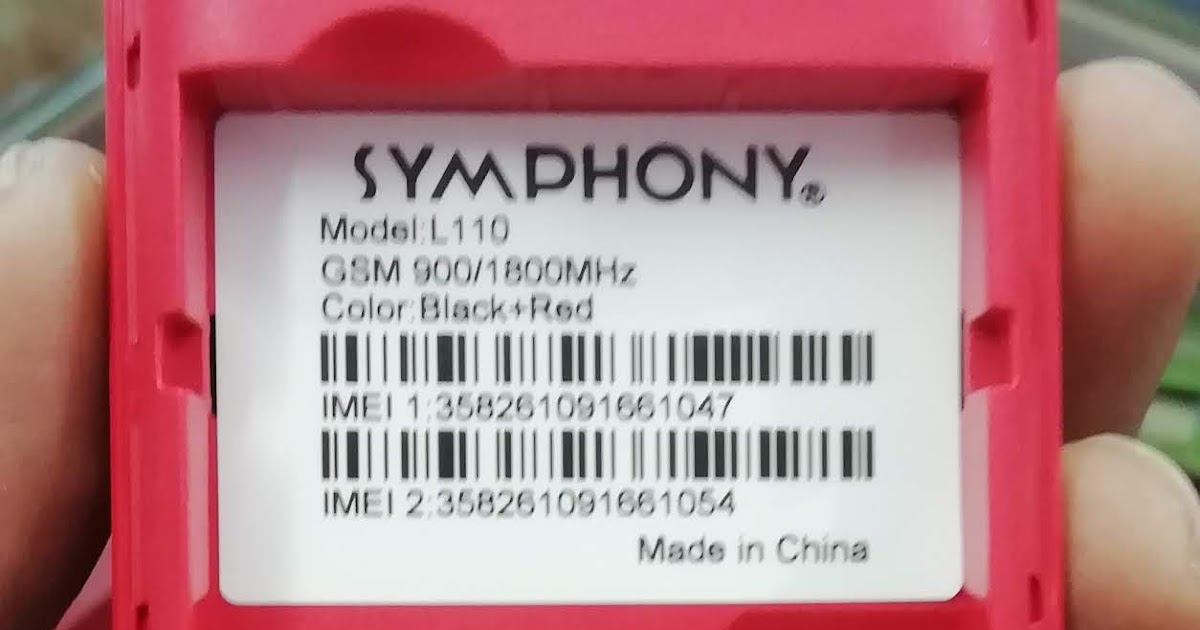 SYMPHONY®
Model:L110
GSM 900/1800MHz
Color:Black+Red
IMEI 1:358261091661047
IMEI 2:358261091661054
Made in China